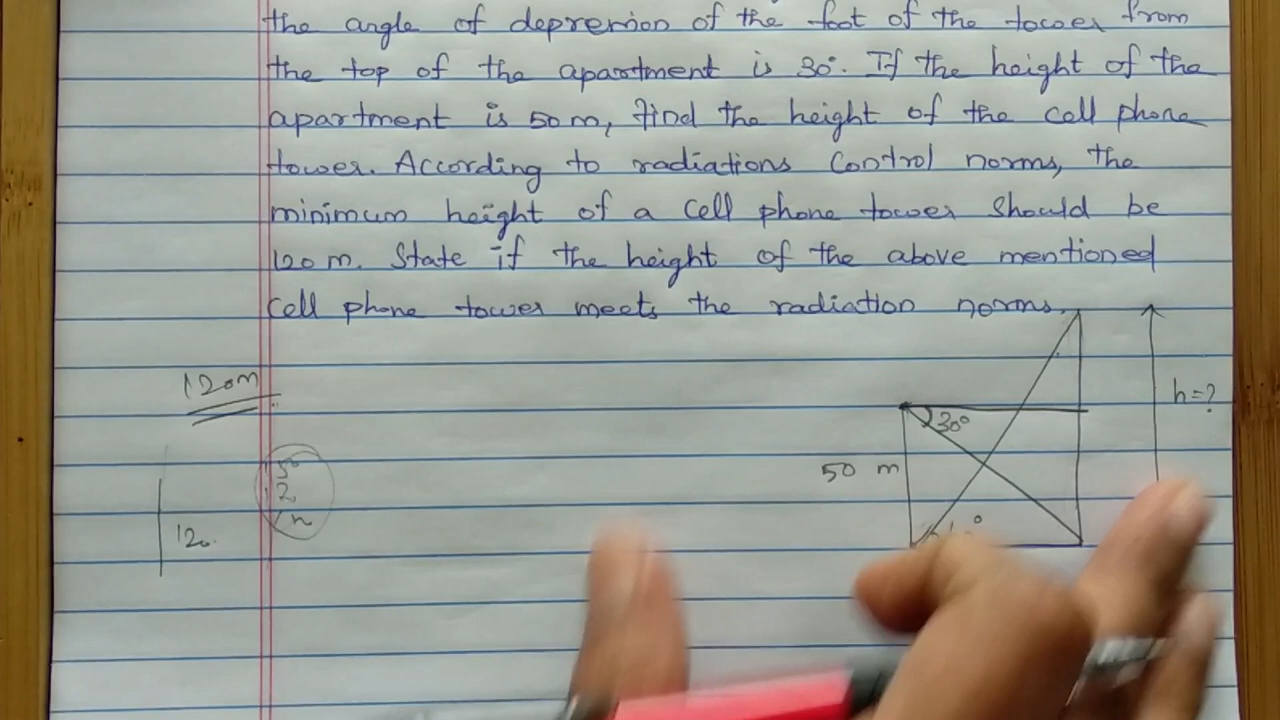 the angle of depression of the foot of the tower from
the top of the apartment is 30°. If the height of the
apartment is 50 m, find the height of the cell phone
tower. According to radiations control norms, the
minimum height of a cell phone tower should be
120 m. State if the height of the above mentioned
cell phone tower meets the radiation norms.
120m
h=?
30°
50 m
12